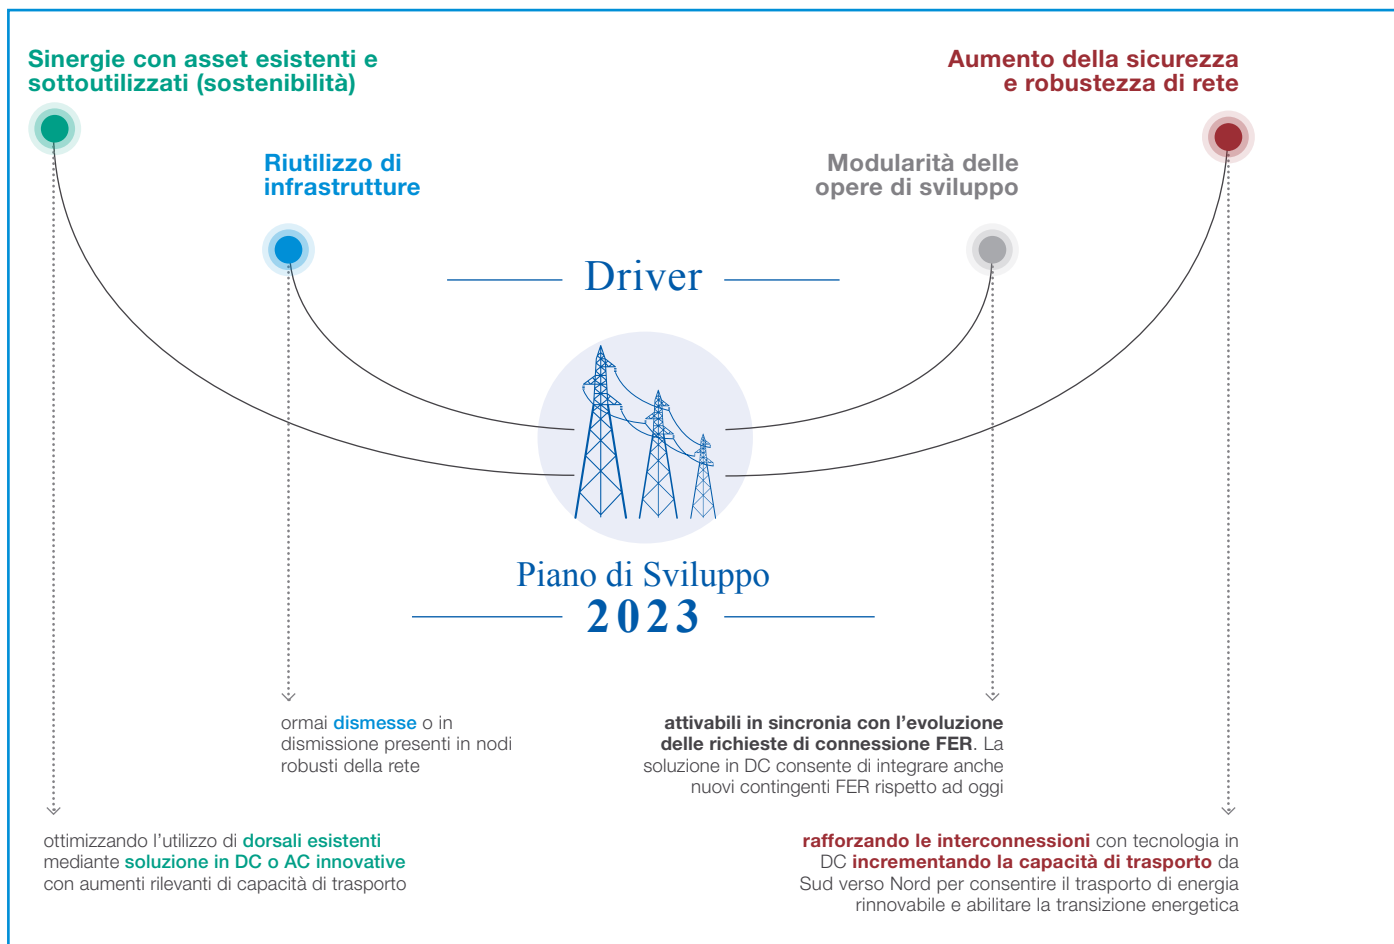 Sinergie con asset esistenti e
sottoutilizzati (sostenibilità)
Aumento della sicurezza
e robustezza di rete
Riutilizzo di
infrastrutture
Modularità delle
opere di sviluppo
Driver
Piano di Sviluppo
2023
ormai dismesse o in
dismissione presenti in nodi
robusti della rete
attivabili in sincronia con l’evoluzione
delle richieste di connessione FER. La
soluzione in DC consente di integrare anche
nuovi contingenti FER rispetto ad oggi
ottimizzando l’utilizzo di dorsali esistenti
mediante soluzione in DC o AC innovative
con aumenti rilevanti di capacità di trasporto
rafforzando le interconnessioni con tecnologia in
DC incrementando la capacità di trasporto da
Sud verso Nord per consentire il trasporto di energia
rinnovabile e abilitare la transizione energetica